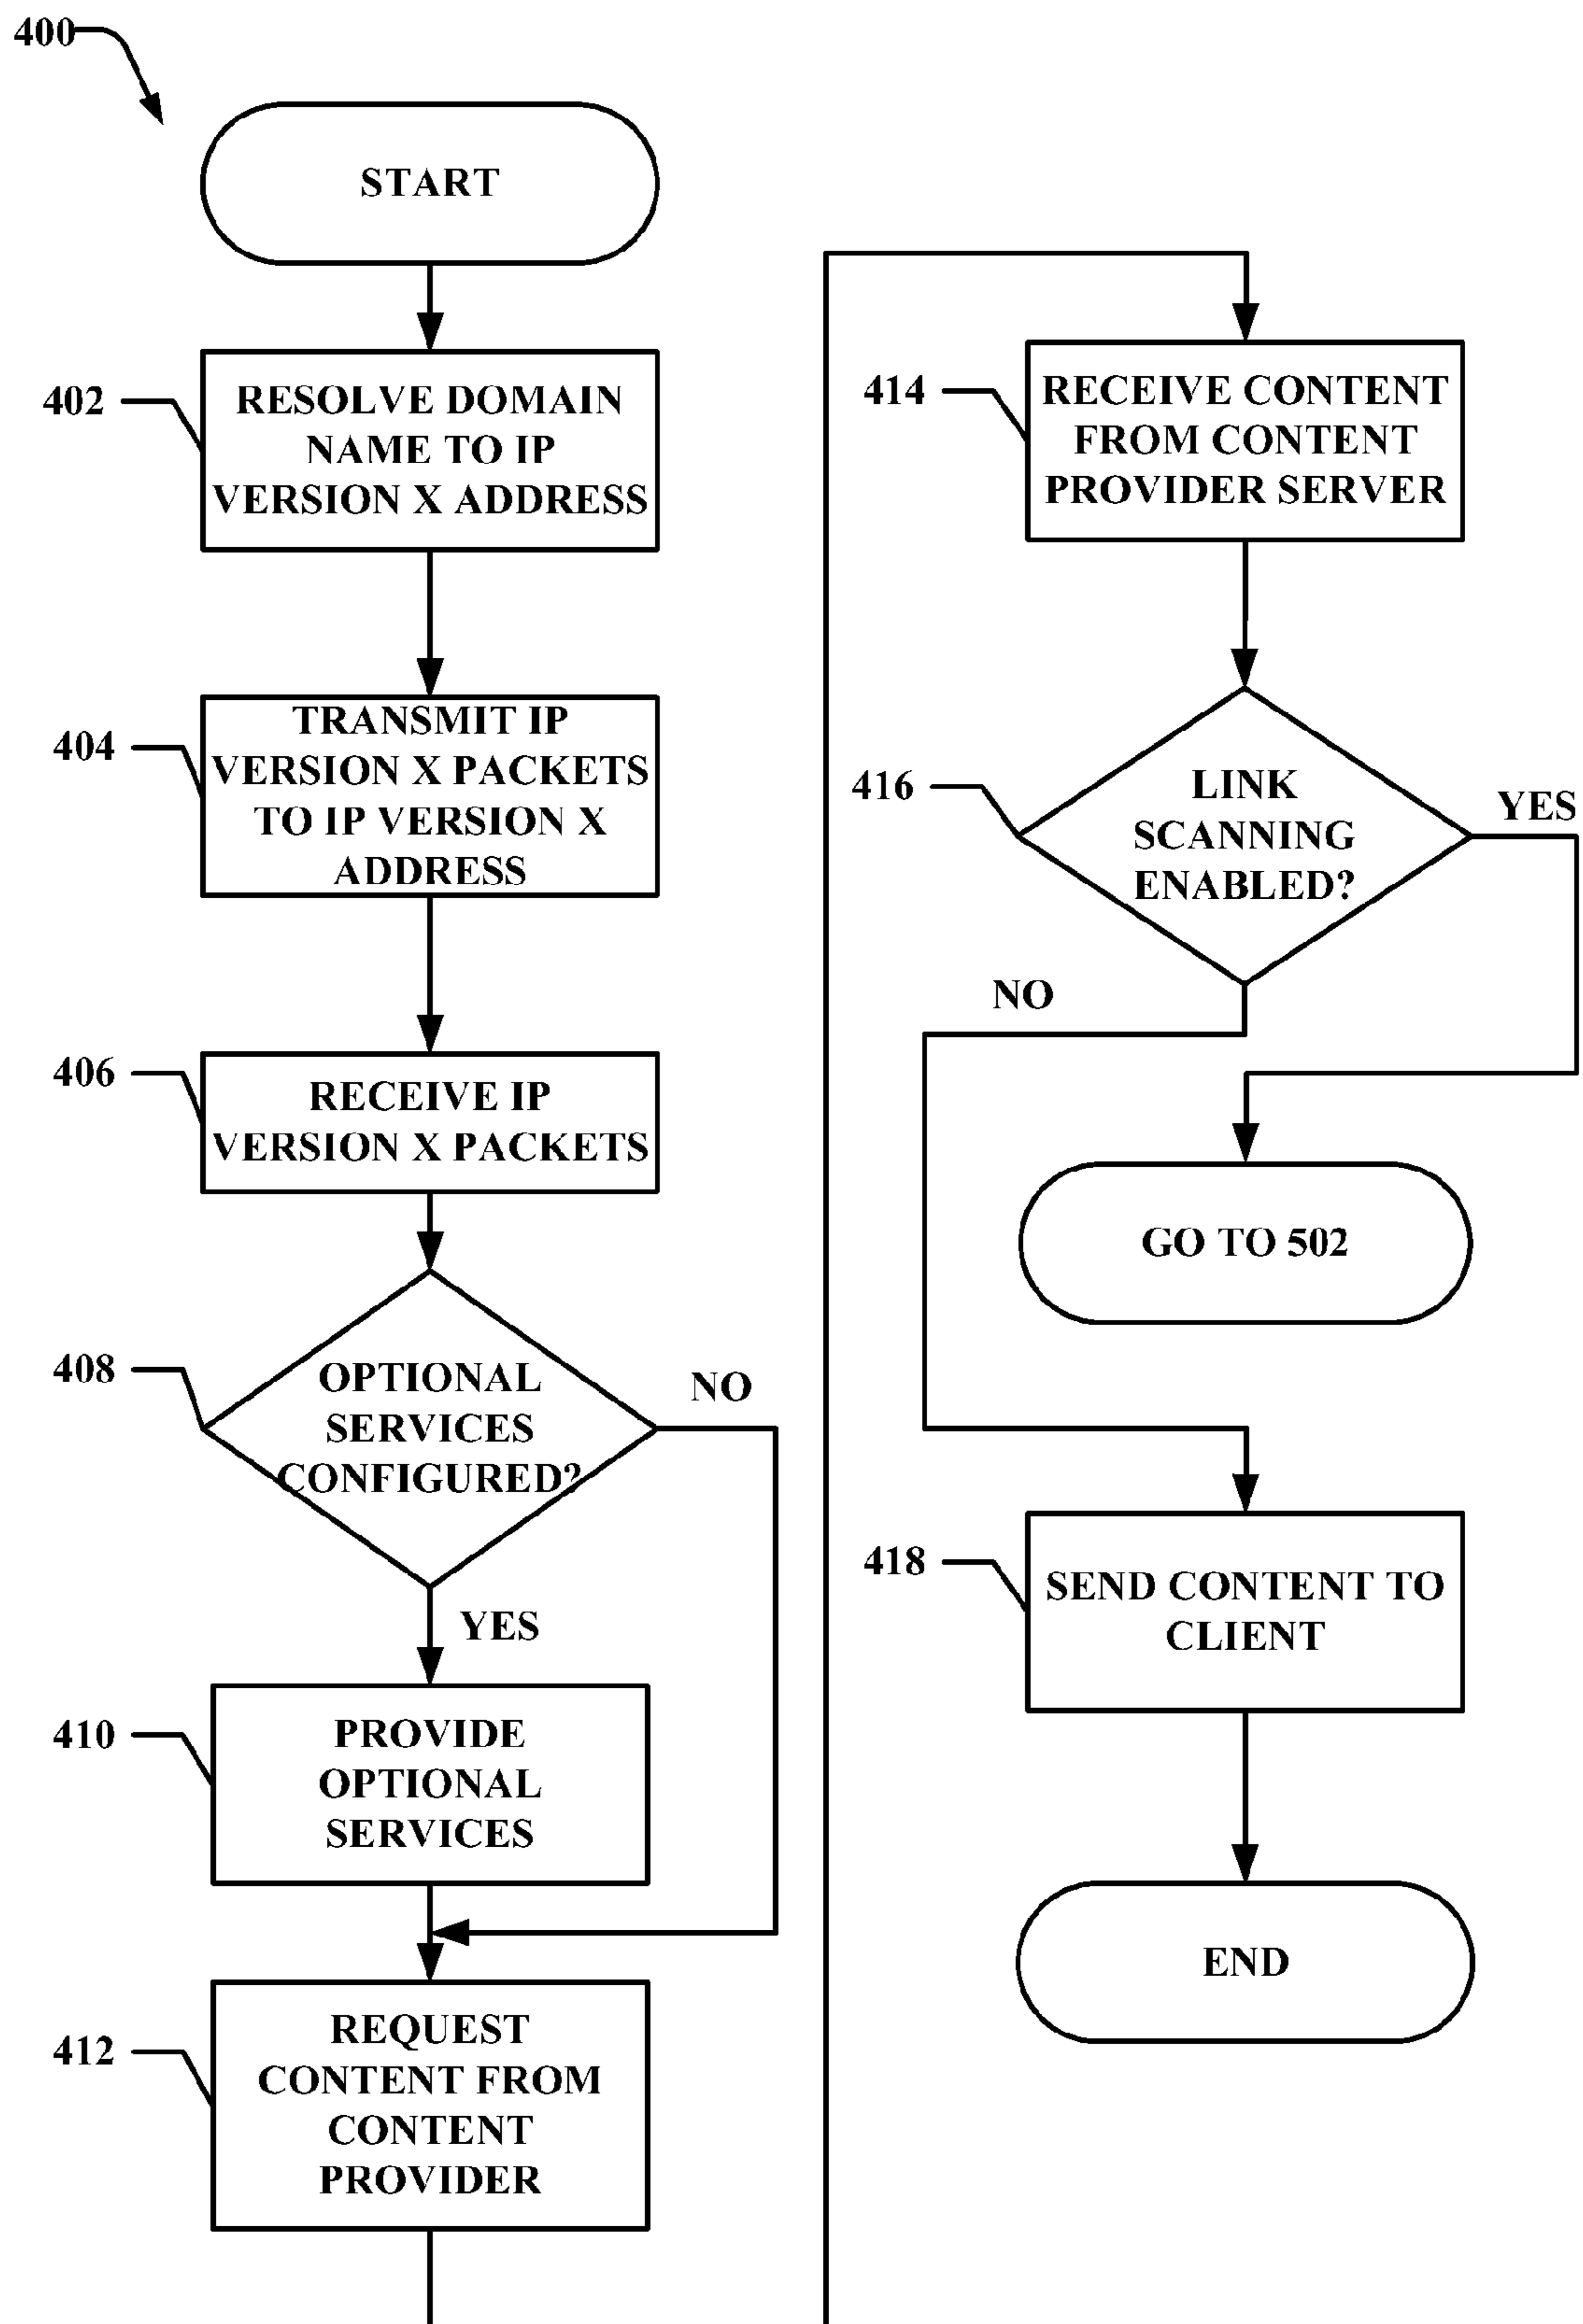 400
START
402
RESOLVE DOMAIN
NAME TO IP
VERSION X ADDRESS
404
TRANSMIT IP
VERSION X PACKETS
TO IP VERSION X
ADDRESS
406
RECEIVE IP
VERSION X PACKETS
408
OPTIONAL
SERVICES
CONFIGURED?
NO
YES
410
PROVIDE
OPTIONAL
SERVICES
412
REQUEST
CONTENT FROM
CONTENT
PROVIDER
414
RECEIVE CONTENT
FROM CONTENT
PROVIDER SERVER
416
LINK
SCANNING
ENABLED?
YES
NO
GO TO 502
418
SEND CONTENT TO
CLIENT
END